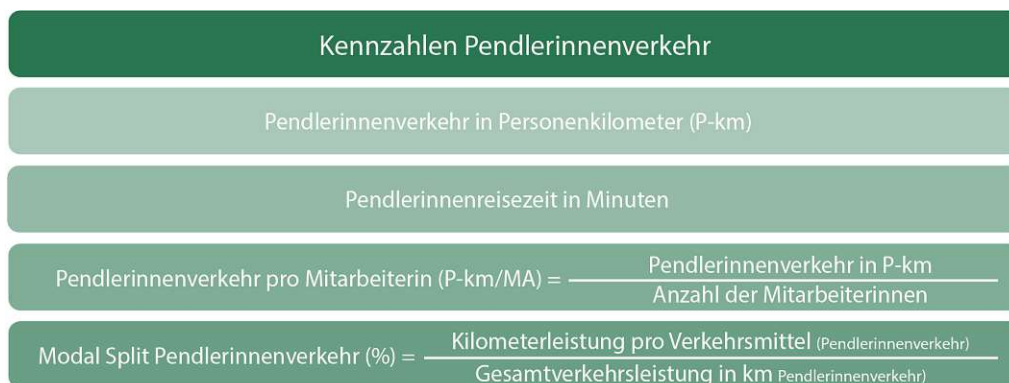 Kennzahlen Pendlerinnenverkehr
Pendlerinnenverkehr in Personenkilometer (P-km)
Pendlerinnenreisezeit in Minuten
Pendlerinnenverkehr pro Mitarbeiterin (P-km/MA) = Pendlerinnenverkehr in P-km
Anzahl der Mitarbeiterinnen
Modal Split Pendlerinnenverkehr (%) = Kilometerleistung pro Verkehrsmittel (Pendlerinnenverkehr)
Gesamtverkehrsleistung in km Pendlerinnenverkehr)